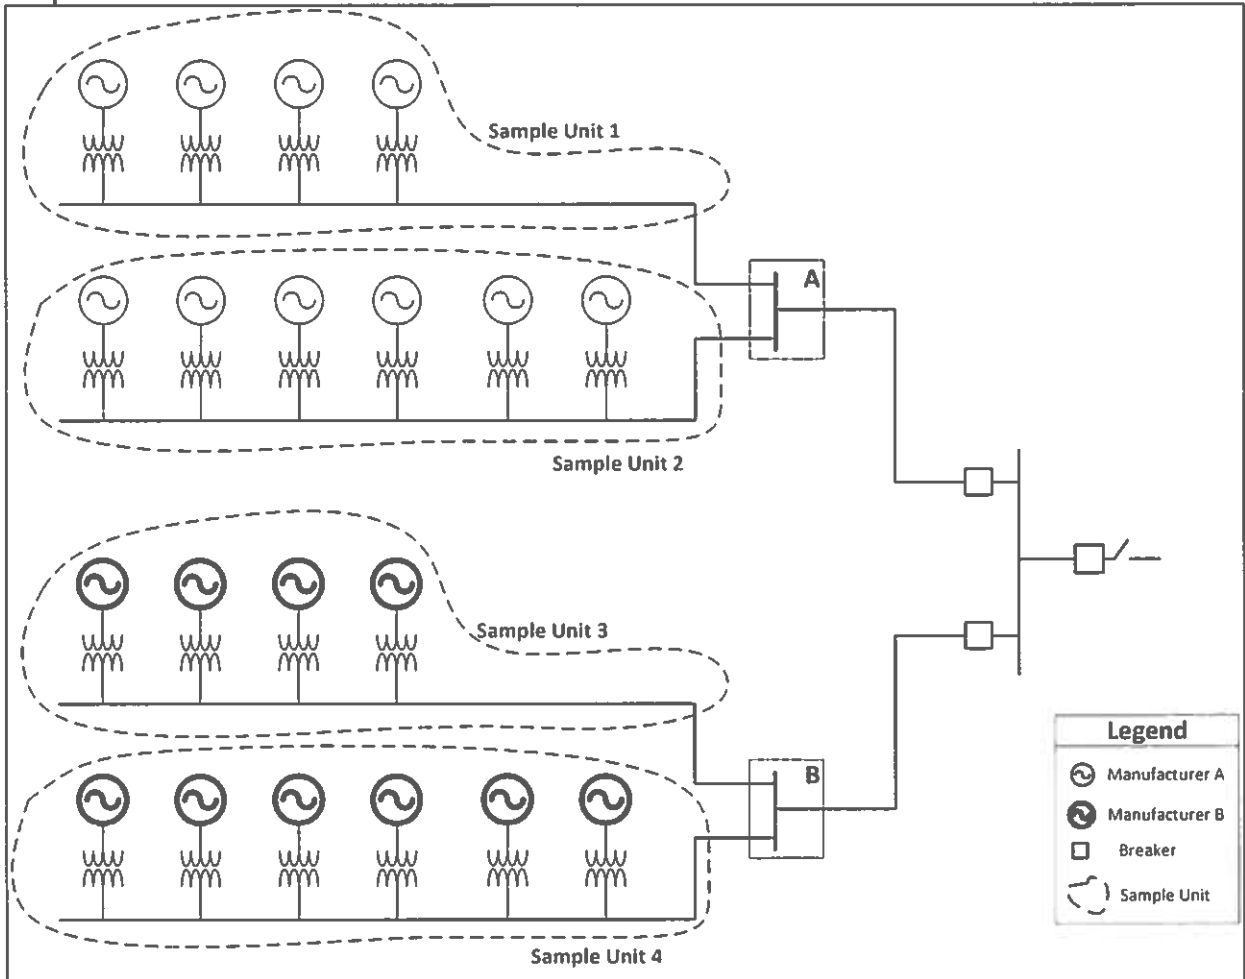 Sample Unit 1
A
Sample Unit 2
Sample Unit 3
B
Sample Unit 4
Legend
Manufacturer A
Manufacturer B
Breaker
Sample Unit